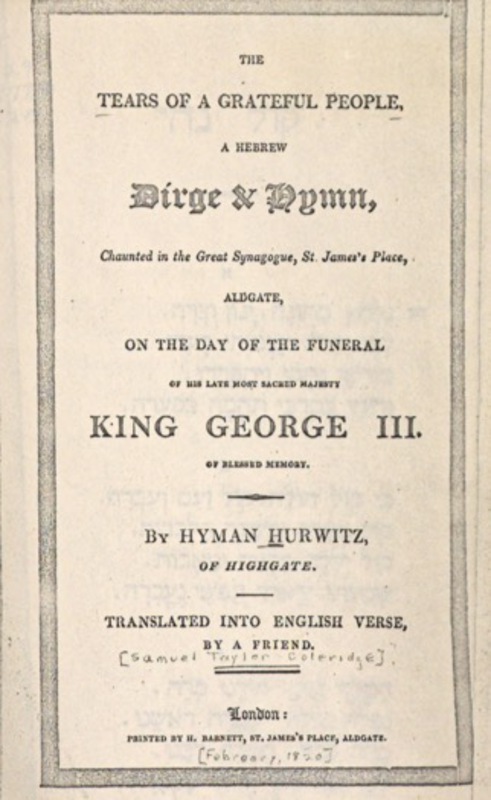 THE
TEARS OF A GRATEFUL PEOPLE,
A HEBREW
Dirge & Hymn,
Chaunted in the Great Synagogue, St. James's Place,
ALDGATE,
ON THE DAY OF THE FUNERAL
OF HIS LATE MOST SACRED MAJESTY
KING GEORGE III.
OF BLESSED MEMORY.
By HYMAN HURWITZ,
OF HIGHGATE.
TRANSLATED INTO ENGLISH VERSE,
BY A FRIEND.
[Samuel Taylor Coleridge]
London:
PRINTED BY H. BARNETT, ST. JAMES'S PLACE, ALDGATE.
[February, 1820]